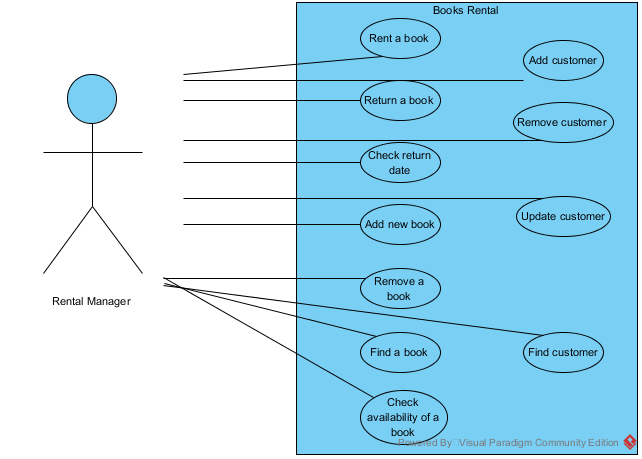 Books Rental
Rent a book
Add customer
Return a book
Remove customer
Check return
date
Add new book
Update customer
Remove a
book
Rental Manager
Find a book
Find customer
Check
availability of a
book
Powered By Visual Paradigm Community Edition